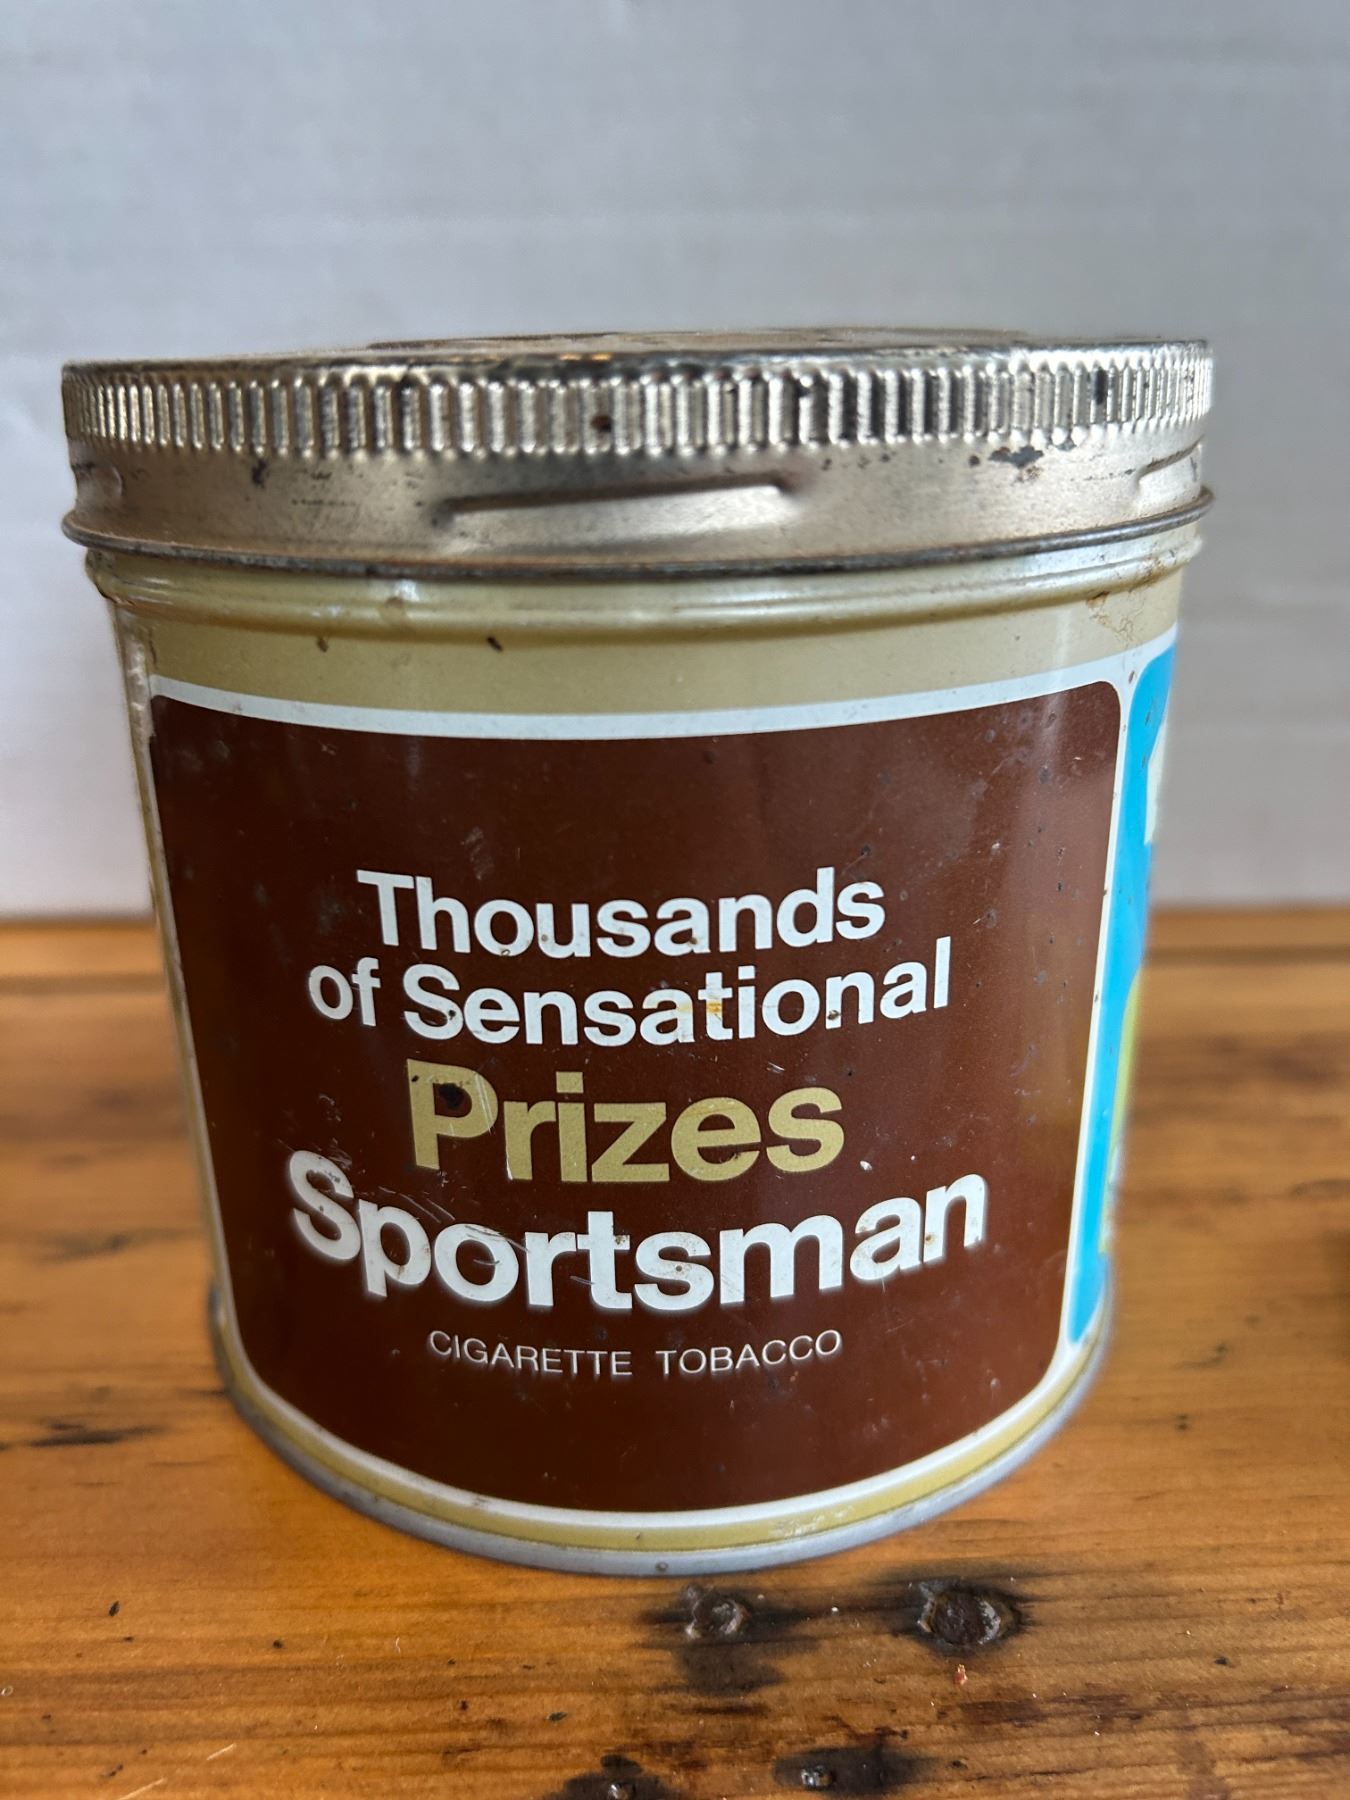 Thousands
of Sensational
Prizes
Sportsman
CIGARETTE TOBACCO